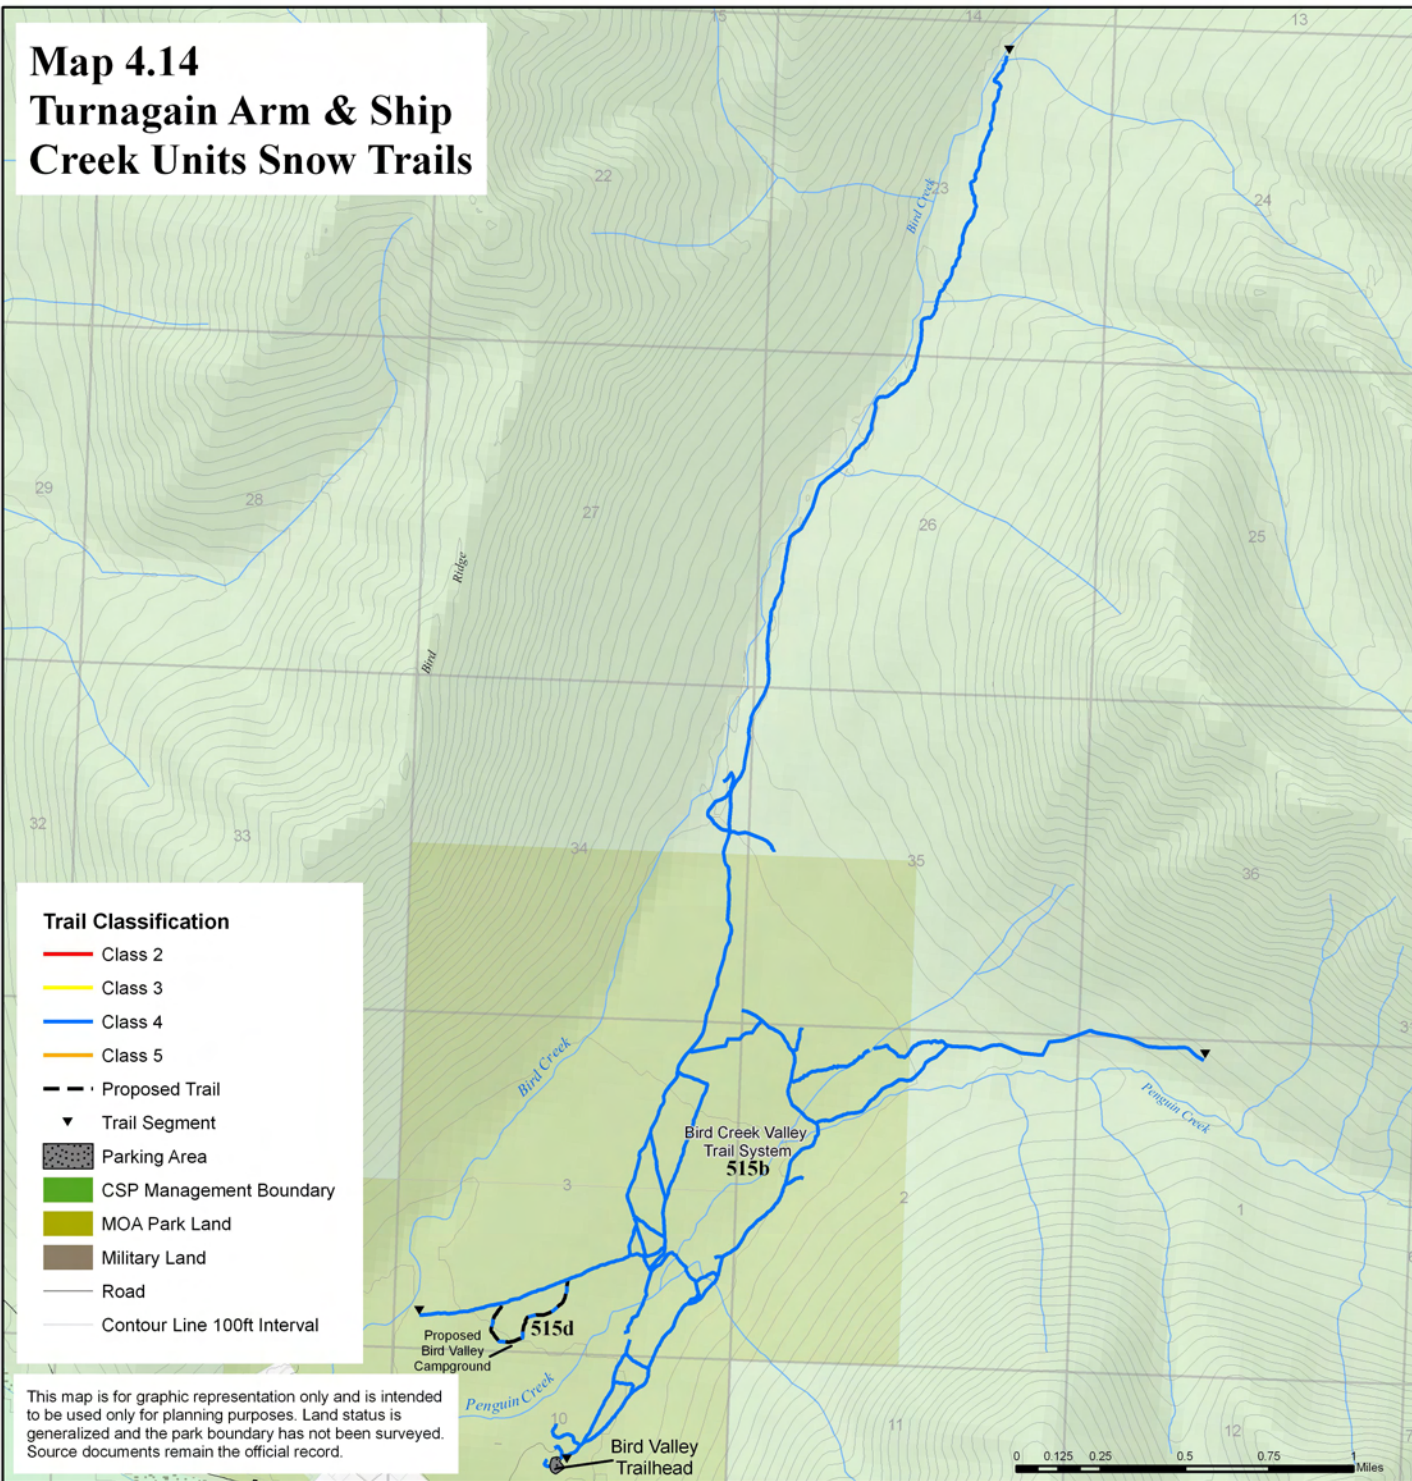 Map 4.14
Turnagain Arm & Ship
Creek Units Snow Trails
15
14
13
22
23
24
Bird Creek
29
28
27
26
25
Bird Ridge
32
33
34
35
36
31
Trail Classification
Class 2
Class 3
Class 4
Class 5
Proposed Trail
Trail Segment
Parking Area
CSP Management Boundary
MOA Park Land
Military Land
Road
Contour Line 100ft Interval
Bird Creek
Penguin Creek
Bird Creek Valley
Trail System
515b
3
2
1
515d
Proposed
Bird Valley
Campground
Penguin Creek
10
11
12
Bird Valley
Trailhead
This map is for graphic representation only and is intended
to be used only for planning purposes. Land status is
generalized and the park boundary has not been surveyed.
Source documents remain the official record.
0 0.125 0.25 0.5 0.75 1
Miles